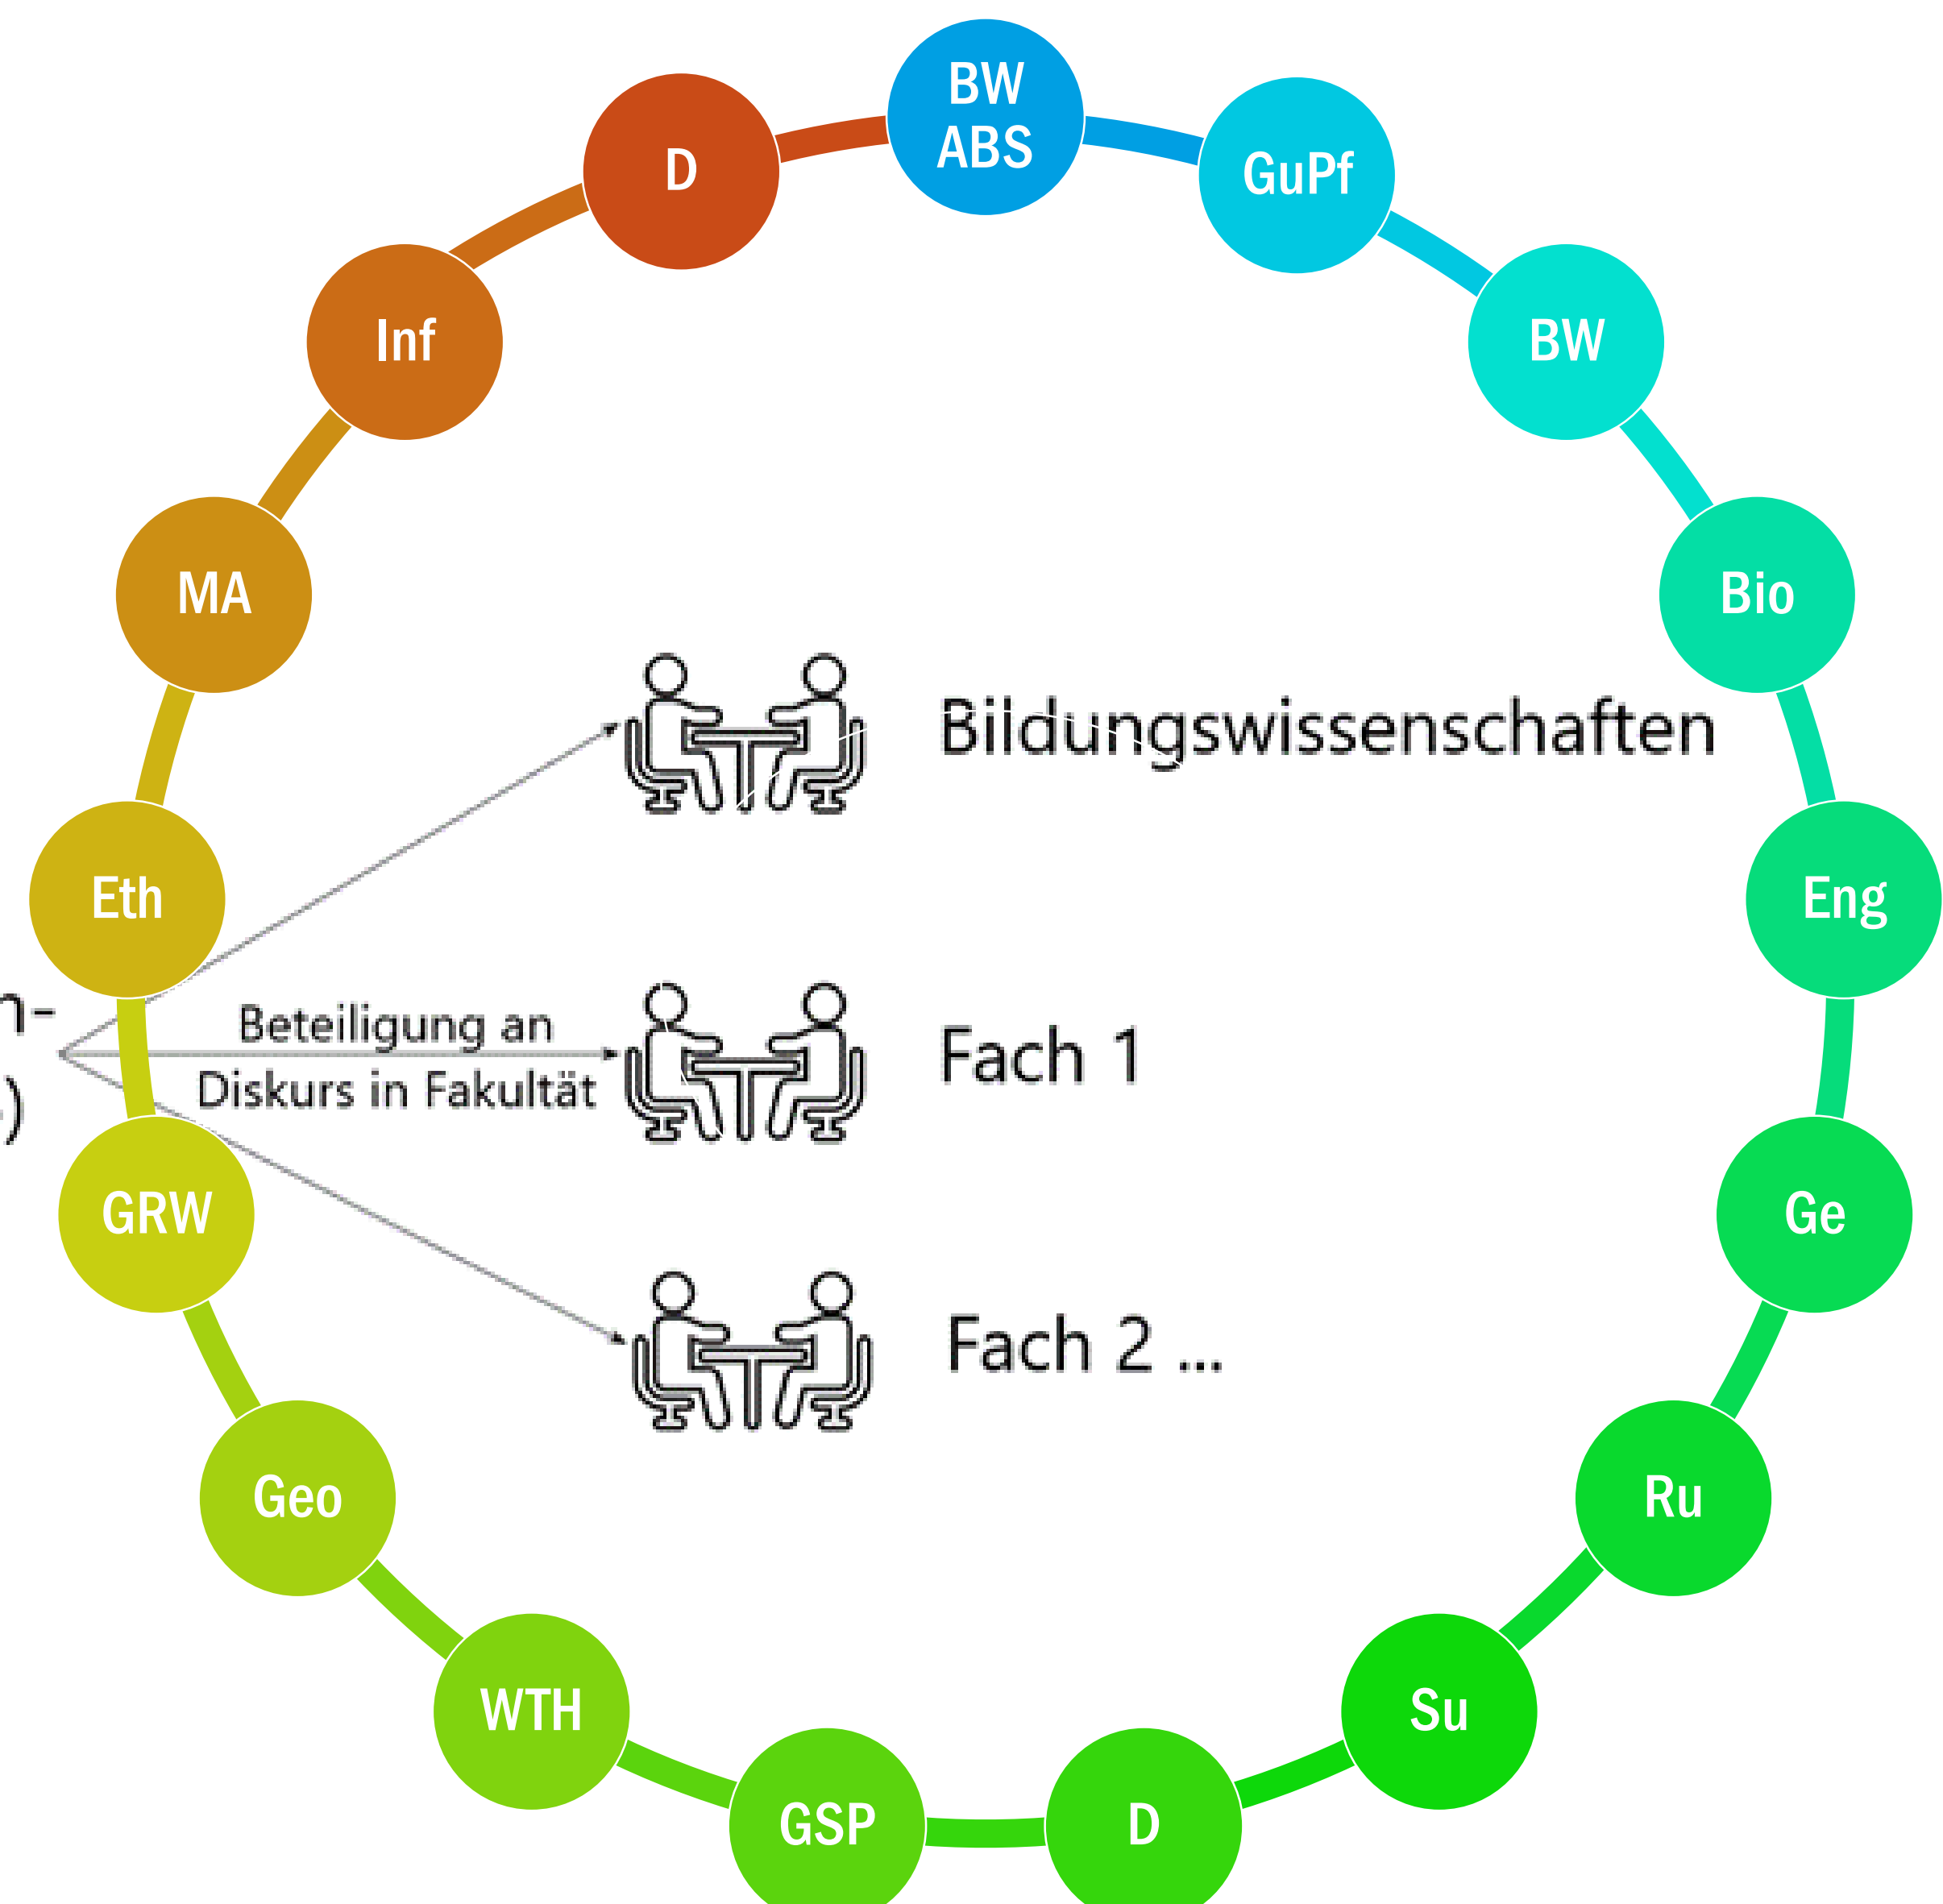 BW
ABS
GuPf
BW
Bio
Eng
Ge
Ru
Su
D
GSP
WTH
Geo
GRW
Eth
MA
Inf
D
Bildungswissenschaften
Beteiligung an
Diskurs in Fakultät
Fach 1
Fach 2 ...